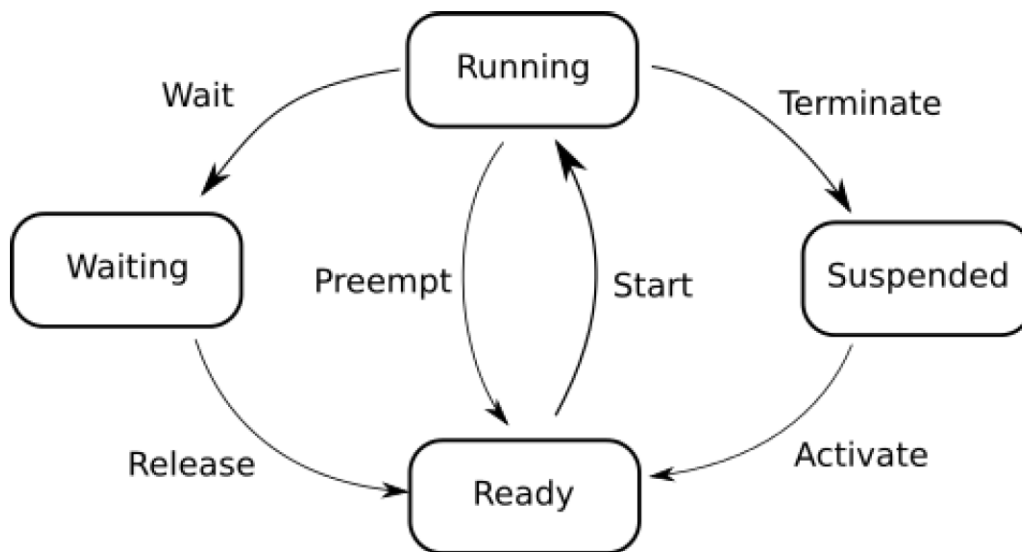 Running
Wait
Terminate
Waiting
Preempt
Start
Suspended
Release
Ready
Activate